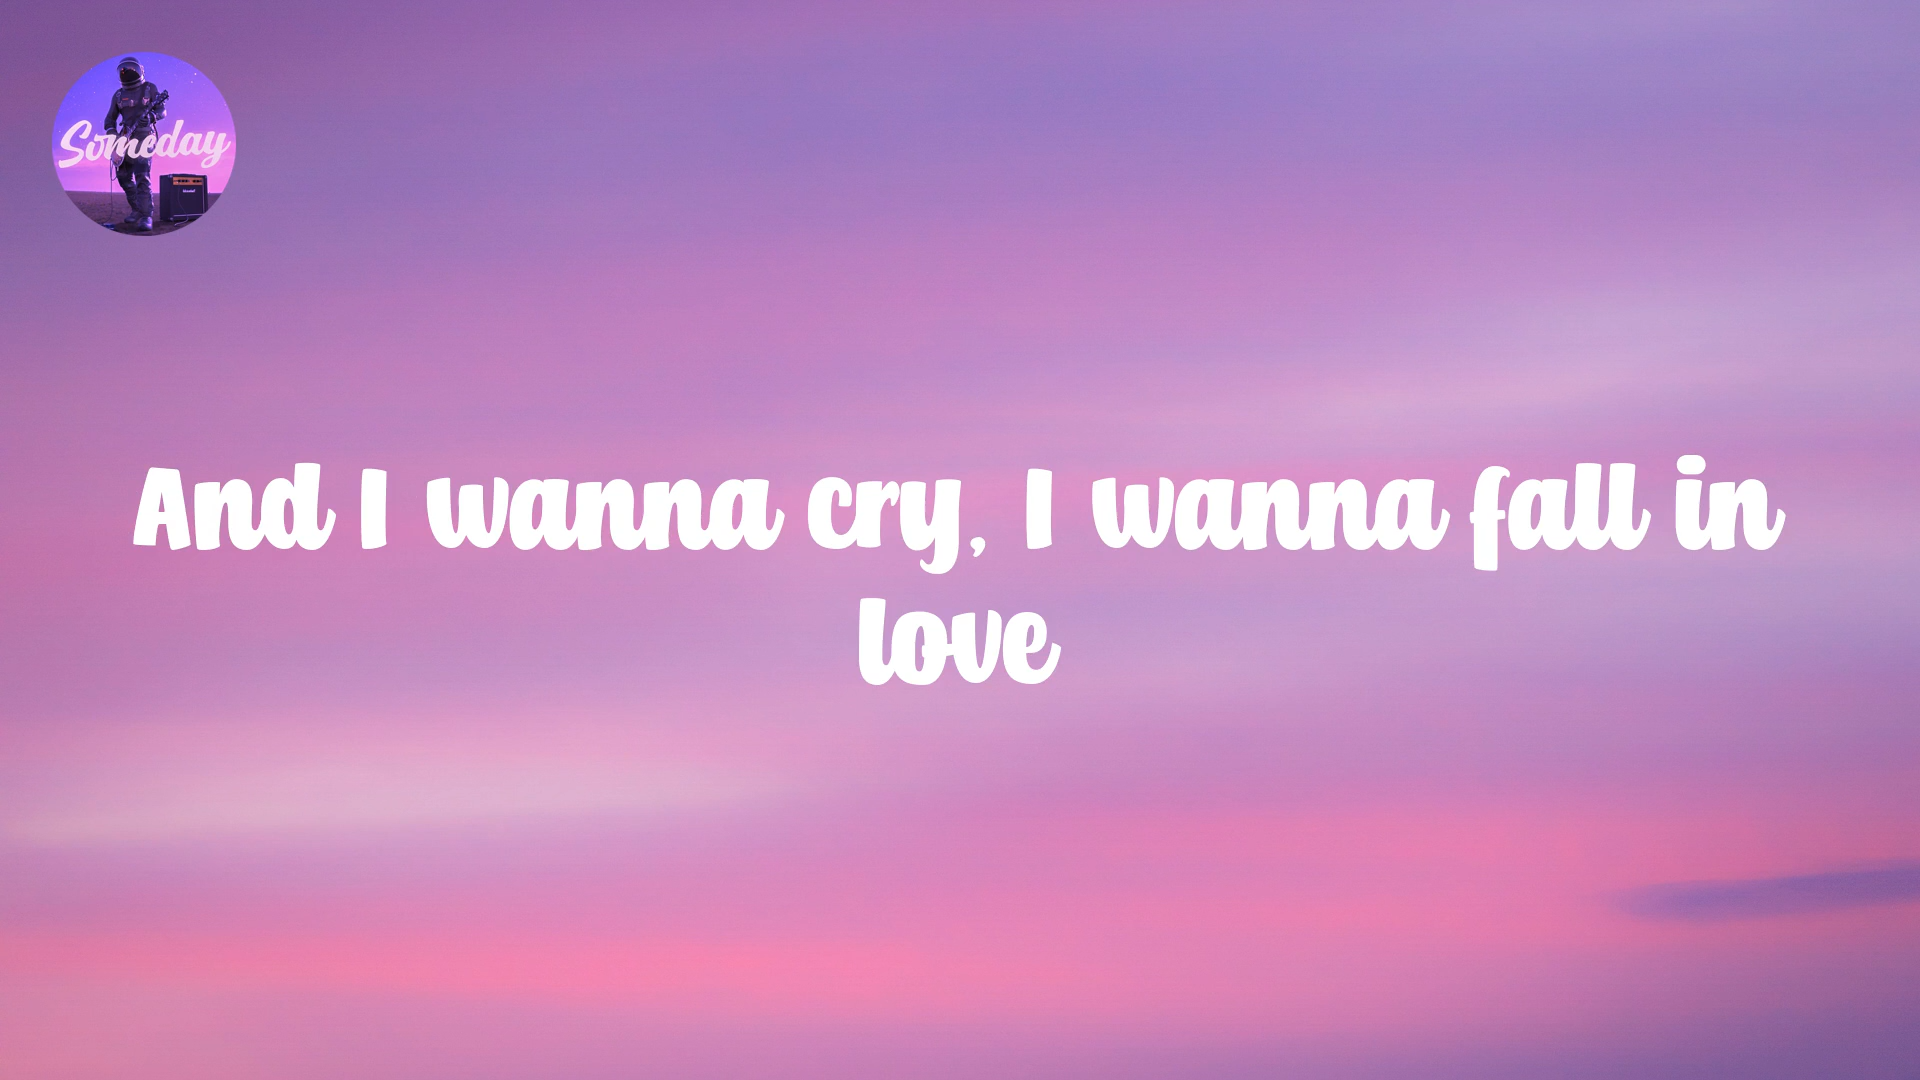 Someday
And I wanna cry, I wanna fall in
love